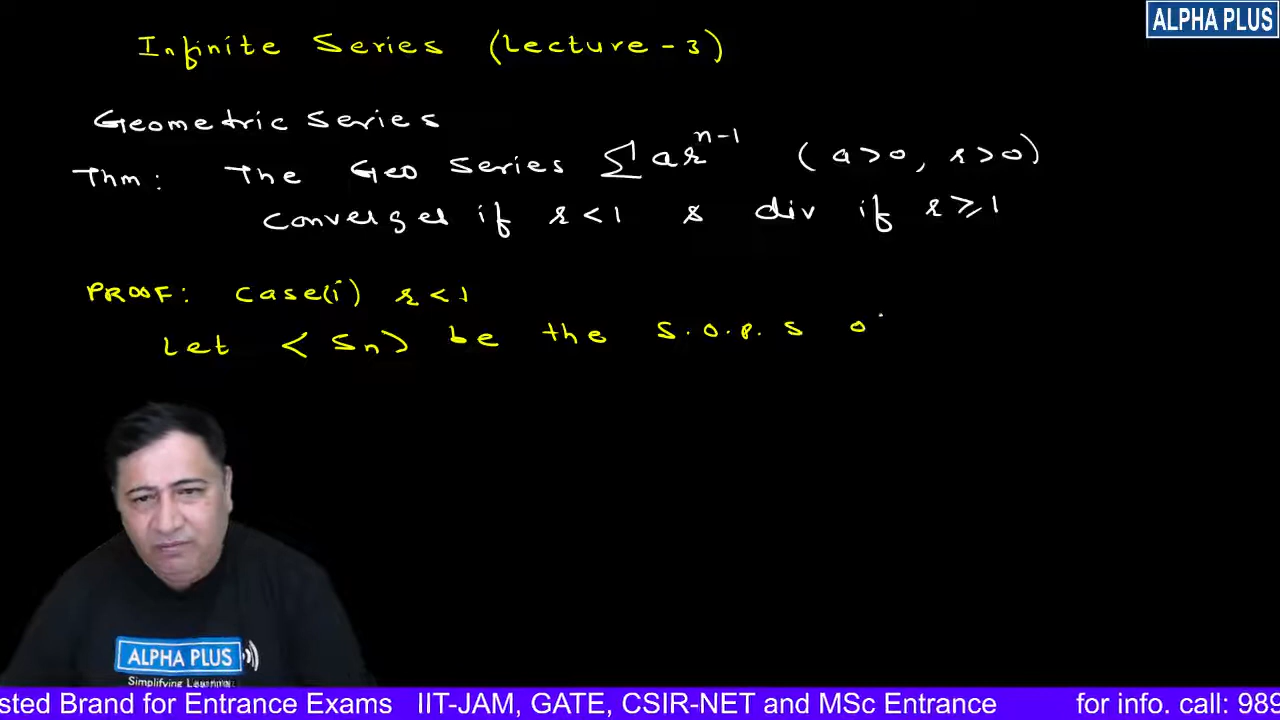 ALPHA PLUS
Infinite Series (Lecture-3)
Geometric Series
Thm: The Geo Series ∑ar^{n-1} (a>0, r>0)
Converges if r<1 & div if r≥1
PROOF: Case(i) r<1
Let <Sn> be the S.O.P.S o
ALPHA PLUS
Simplifying Learning
sted Brand for Entrance Exams IIT-JAM, GATE, CSIR-NET and MSc Entrance for info. call: 989